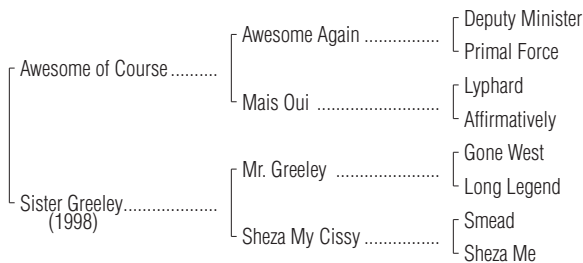 Deputy Minister
Awesome Again ..................
Primal Force
Awesome of Course ..........
Lyphard
Mais Oui .............................
Affirmatively
Gone West
Mr. Greeley ........................
Long Legend
Sister Greeley....................
(1998)
Smead
Sheza My Cissy .................
Sheza Me